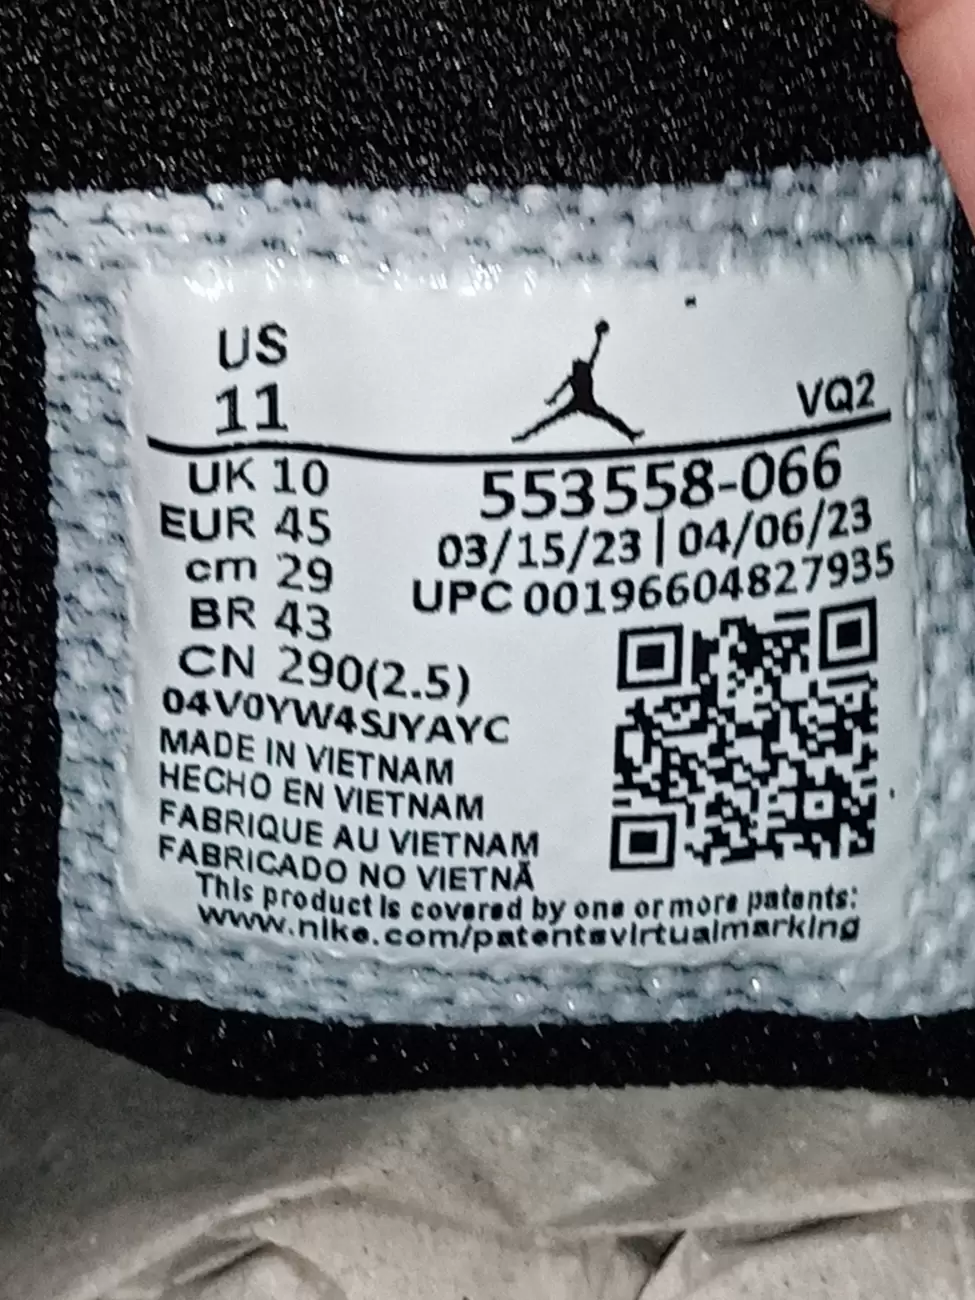 US
11
VQ2
UK 10
EUR 45
cm 29
BR 43
CN 290(2.5)
553558-066
03/15/23 | 04/06/23
UPC 00196604827935
04V0YW4SJYAYC
MADE IN VIETNAM
HECHO EN VIETNAM
FABRIQUE AU VIETNAM
FABRICADO NO VIETNÃ
This product is covered by one or more patents:
www.nike.com/patentsvirtualmarking